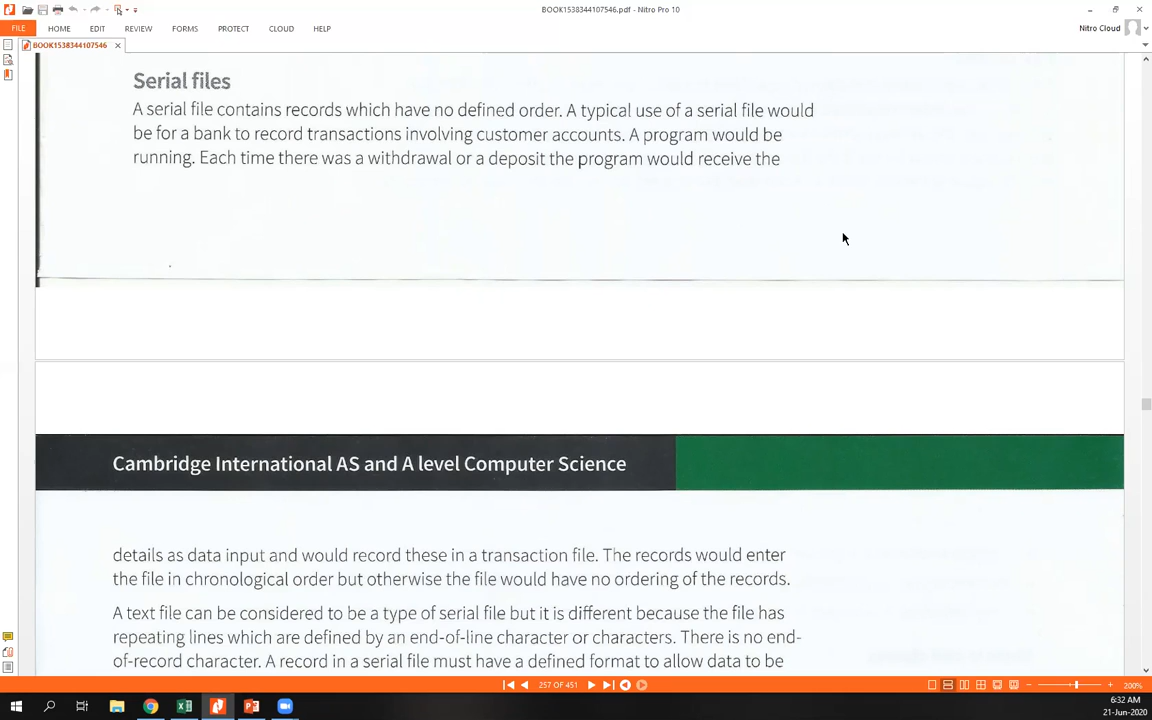 BOOK1538344107546.pdf - Nitro Pro 10
FILE HOME EDIT REVIEW FORMS PROTECT CLOUD HELP
Nitro Cloud
BOOK1538344107546
Serial files
A serial file contains records which have no defined order. A typical use of a serial file would
be for a bank to record transactions involving customer accounts. A program would be
running. Each time there was a withdrawal or a deposit the program would receive the
Cambridge International AS and A level Computer Science
details as data input and would record these in a transaction file. The records would enter
the file in chronological order but otherwise the file would have no ordering of the records.
A text file can be considered to be a type of serial file but it is different because the file has
repeating lines which are defined by an end-of-line character or characters. There is no end-
of-record character. A record in a serial file must have a defined format to allow data to be
257 OF 451
200%
6:32 AM
21-Jun-2020